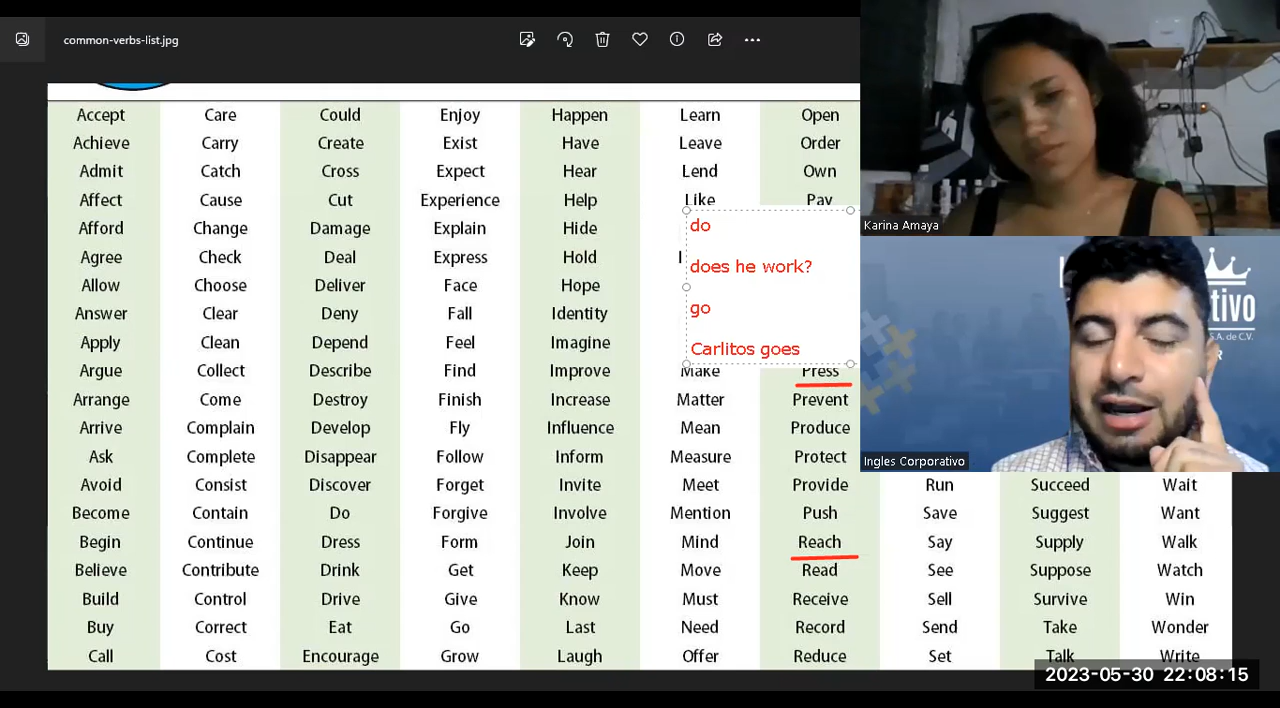 common-verbs-list.jpg
Accept Care Could Enjoy Happen Learn Open
Achieve Carry Create Exist Have Leave Order
Admit Catch Cross Expect Hear Lend Own
Affect Cause Cut Experience Help Like Pay
Afford Change Damage Explain Hide
Agree Check Deal Express Hold
Allow Choose Deliver Face Hope
Answer Clear Deny Fall Identity
Apply Clean Depend Feel Imagine
Argue Collect Describe Find Improve Make Press
Arrange Come Destroy Finish Increase Matter Prevent
Arrive Complain Develop Fly Influence Mean Produce
Ask Complete Disappear Follow Inform Measure Protect
Avoid Consist Discover Forget Invite Meet Provide Run Succeed Wait
Become Contain Do Forgive Involve Mention Push Save Suggest Want
Begin Continue Dress Form Join Mind Reach Say Supply Walk
Believe Contribute Drink Get Keep Move Read See Suppose Watch
Build Control Drive Give Know Must Receive Sell Survive Win
Buy Correct Eat Go Last Need Record Send Take Wonder
Call Cost Encourage Grow Laugh Offer Reduce Set Talk Write
do
does he work?
go
Carlitos goes
Karina Amaya
tivo
S.A. de C.V.
R
Ingles Corporativo
2023-05-30 22:08:15